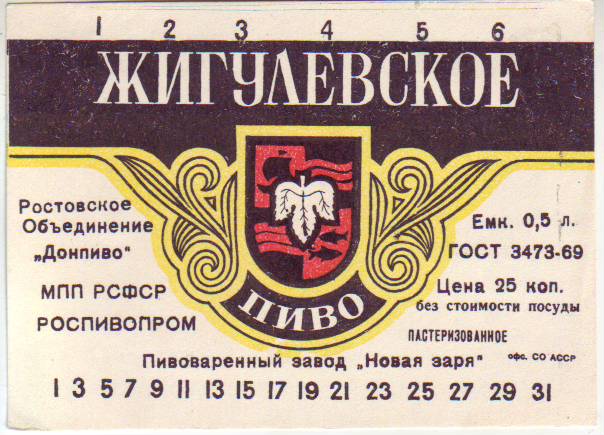 1 2 3 4 5 6
ЖИГУЛЕВСКОЕ
Ростовское
Объединение
„Донпиво“
МПП РСФСР
РОСПИВОПРОМ
Емк. 0,5 л.
ГОСТ 3473-69
Цена 25 коп.
без стоимости посуды
ПАСТЕРИЗОВАННОЕ
ПИВО
Пивоваренный завод „Новая заря“
офс. СО АССР
1 3 5 7 9 11 13 15 17 19 21 23 25 27 29 31